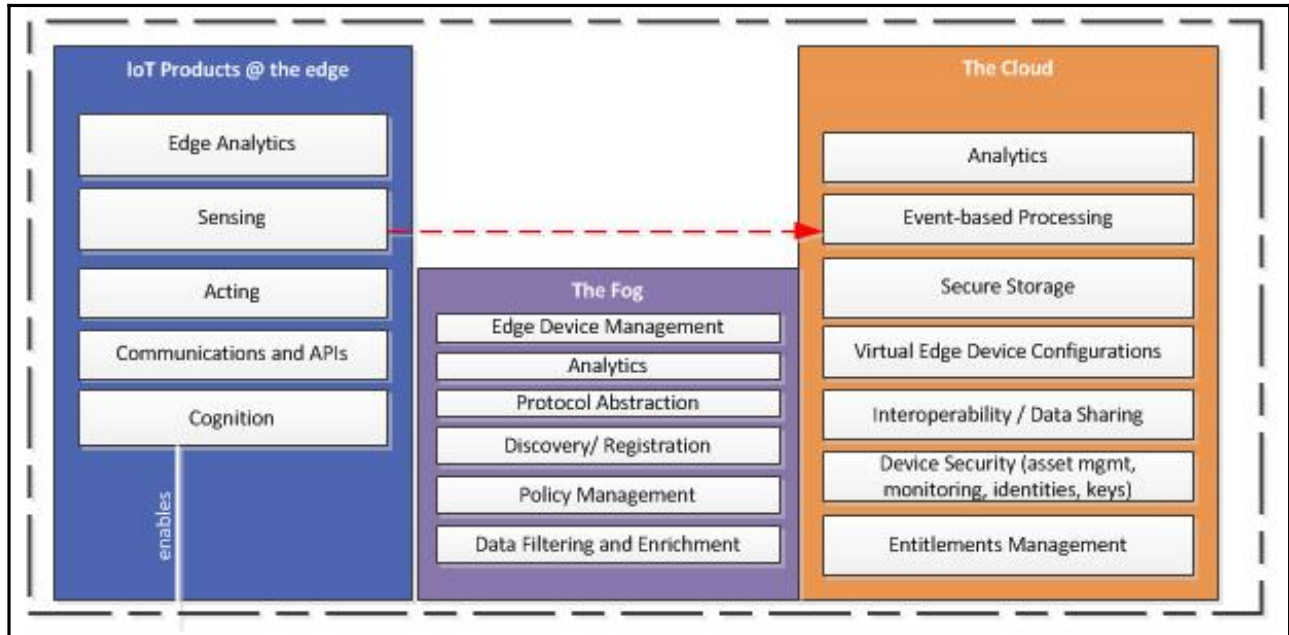 IoT Products @ the edge
Edge Analytics
Sensing
Acting
Communications and APIs
Cognition
enables
The Fog
Edge Device Management
Analytics
Protocol Abstraction
Discovery/ Registration
Policy Management
Data Filtering and Enrichment
The Cloud
Analytics
Event-based Processing
Secure Storage
Virtual Edge Device Configurations
Interoperability / Data Sharing
Device Security (asset mgmt,
monitoring, identities, keys)
Entitlements Management